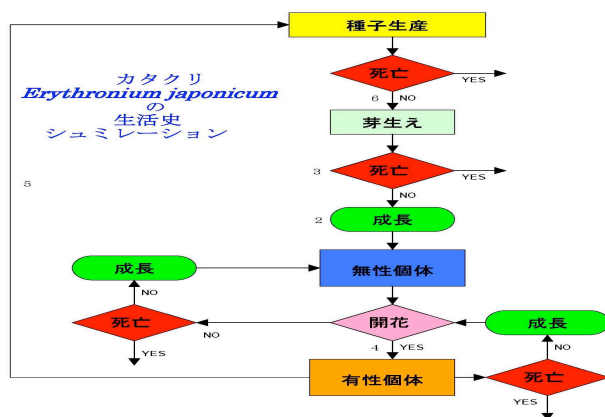 種子生産
カタクリ
Erythronium japonicum
の
生活史
シュミレーション
死亡
YES
6
NO
芽生え
3
死亡
YES
NO
5
2
成長
成長
無性個体
NO
死亡
開花
成長
NO
YES
4
YES
NO
有性個体
死亡
YES